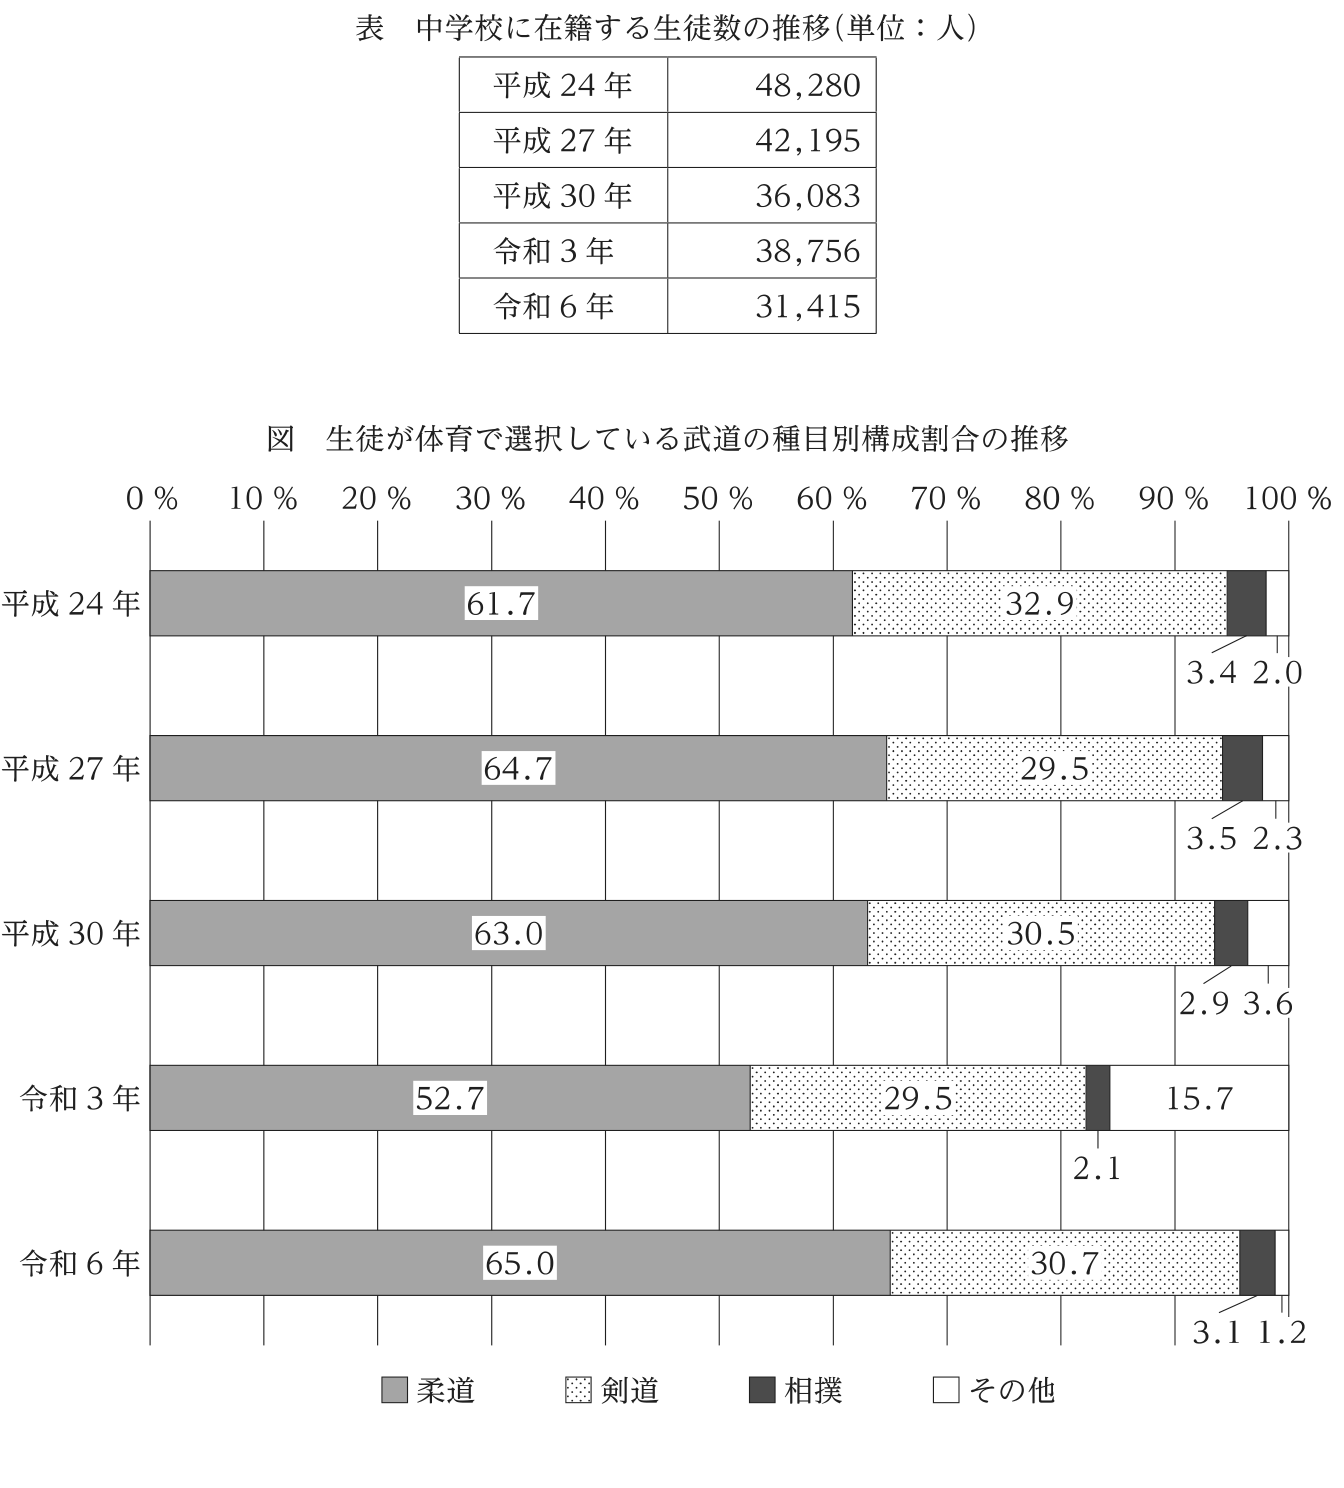 表　中学校に在籍する生徒数の推移(単位：人)
平成 24 年　48,280
平成 27 年　42,195
平成 30 年　36,083
令和 3 年　38,756
令和 6 年　31,415
図　生徒が体育で選択している武道の種目別構成割合の推移
0 %　10 %　20 %　30 %　40 %　50 %　60 %　70 %　80 %　90 %　100 %
平成 24 年　61.7　32.9
3.4　2.0
平成 27 年　64.7　29.5
3.5　2.3
平成 30 年　63.0　30.5
2.9　3.6
令和 3 年　52.7　29.5　15.7
2.1
令和 6 年　65.0　30.7
3.1　1.2
柔道　剣道　相撲　その他